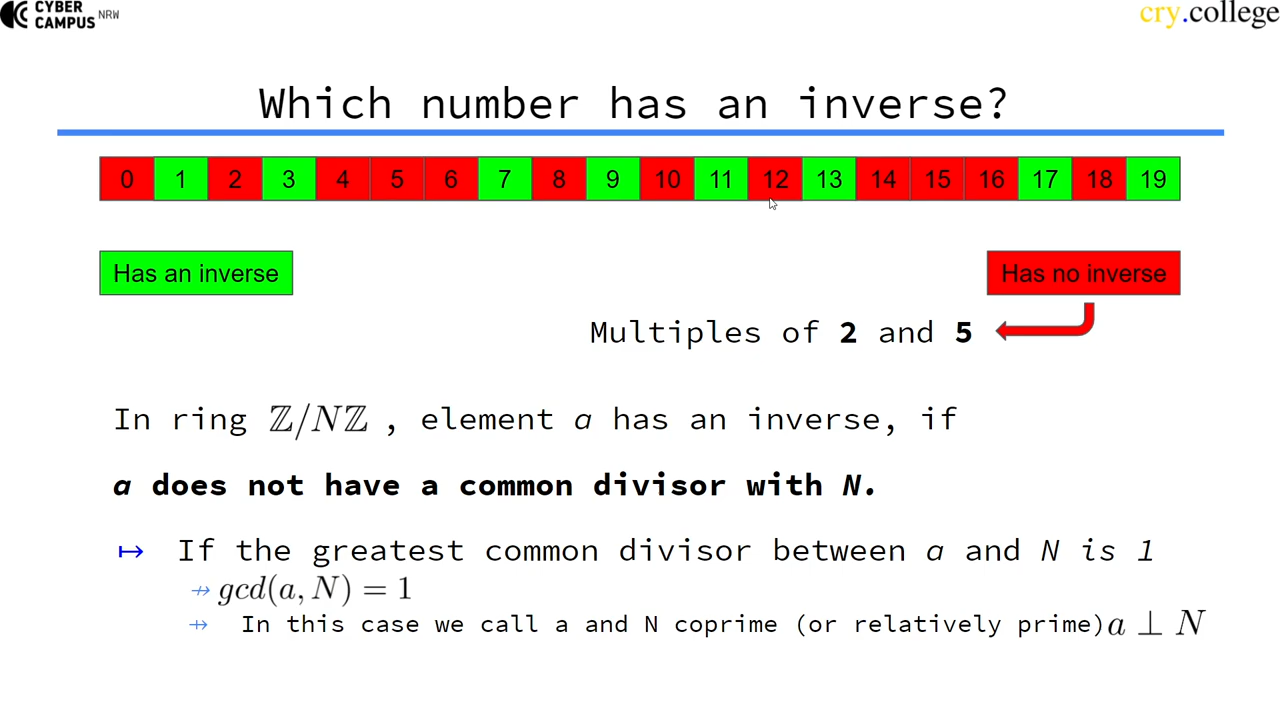 CYBER
CAMPUS NRW
cry.college
Which number has an inverse?
0 1 2 3 4 5 6 7 8 9 10 11 12 13 14 15 16 17 18 19
Has an inverse
Has no inverse
Multiples of 2 and 5
In ring ℤ/Nℤ , element a has an inverse, if
a does not have a common divisor with N.
↦ If the greatest common divisor between a and N is 1
⇸ gcd(a, N) = 1
⇸ In this case we call a and N coprime (or relatively prime) a ⊥ N